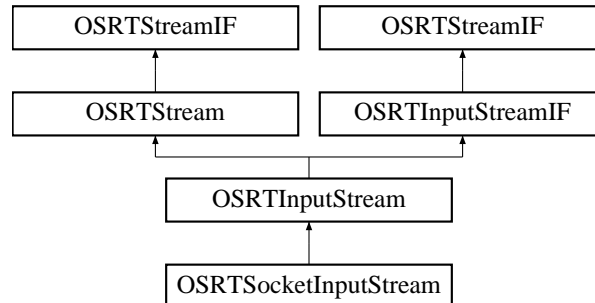 OSRTStreamIF
OSRTStreamIF
OSRTStream
OSRTInputStreamIF
OSRTInputStream
OSRTSocketInputStream